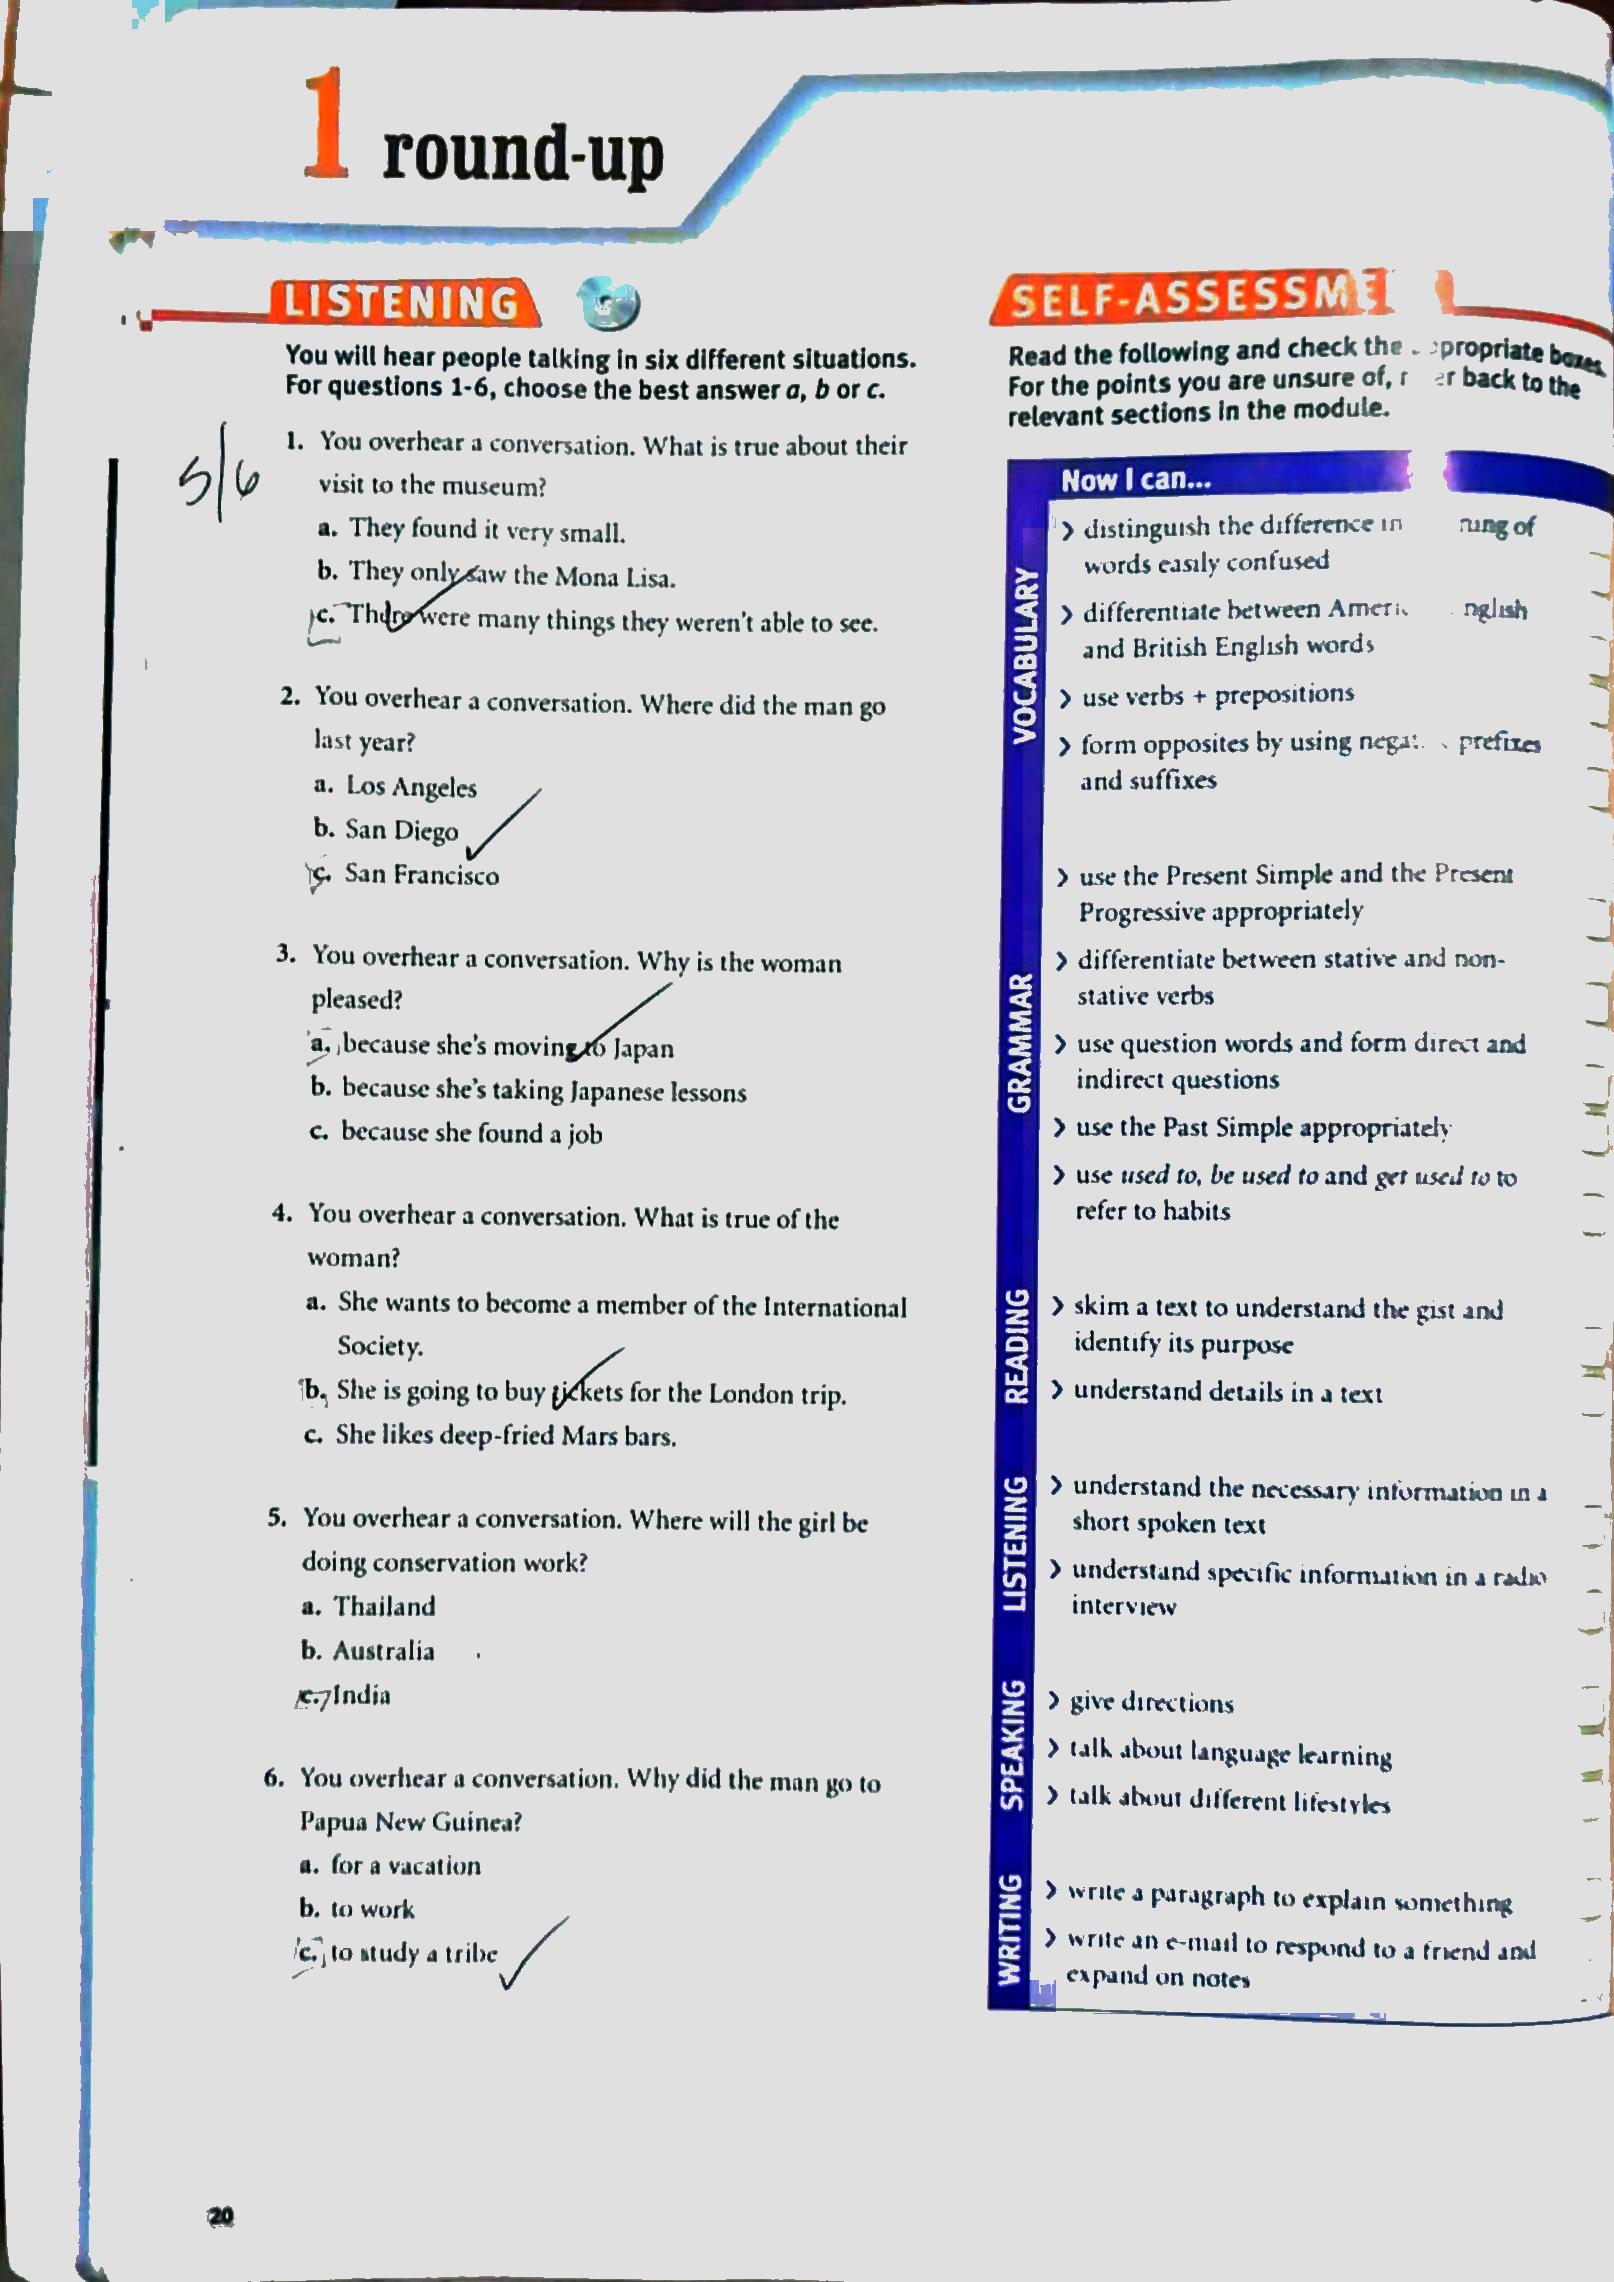 1 round-up
LISTENING
You will hear people talking in six different situations.
For questions 1-6, choose the best answer a, b or c.
5/6
1. You overhear a conversation. What is true about their
visit to the museum?
a. They found it very small.
b. They only saw the Mona Lisa.
c. There were many things they weren't able to see.
2. You overhear a conversation. Where did the man go
last year?
a. Los Angeles
b. San Diego
c. San Francisco
3. You overhear a conversation. Why is the woman
pleased?
a. because she's moving to Japan
b. because she's taking Japanese lessons
c. because she found a job
4. You overhear a conversation. What is true of the
woman?
a. She wants to become a member of the International
Society.
b. She is going to buy tickets for the London trip.
c. She likes deep-fried Mars bars.
5. You overhear a conversation. Where will the girl be
doing conservation work?
a. Thailand
b. Australia
c. India
6. You overhear a conversation. Why did the man go to
Papua New Guinea?
a. for a vacation
b. to work
c. to study a tribe
20
SELF-ASSESSME
Read the following and check the propriate boxes.
For the points you are unsure of, r er back to the
relevant sections in the module.
Now I can...
VOCABULARY
> distinguish the difference in ning of
words easily confused
> differentiate between Ameri nglish
and British English words
> use verbs + prepositions
> form opposites by using negat prefixes
and suffixes
GRAMMAR
> use the Present Simple and the Present
Progressive appropriately
> differentiate between stative and non-
stative verbs
> use question words and form direct and
indirect questions
> use the Past Simple appropriately
> use used to, be used to and get used to to
refer to habits
READING
> skim a text to understand the gist and
identify its purpose
> understand details in a text
LISTENING
> understand the necessary information in a
short spoken text
> understand specific information in a radio
interview
SPEAKING
> give directions
> talk about language learning
> talk about different lifestyles
WRITING
> write a paragraph to explain something
> write an e-mail to respond to a friend and
expand on notes